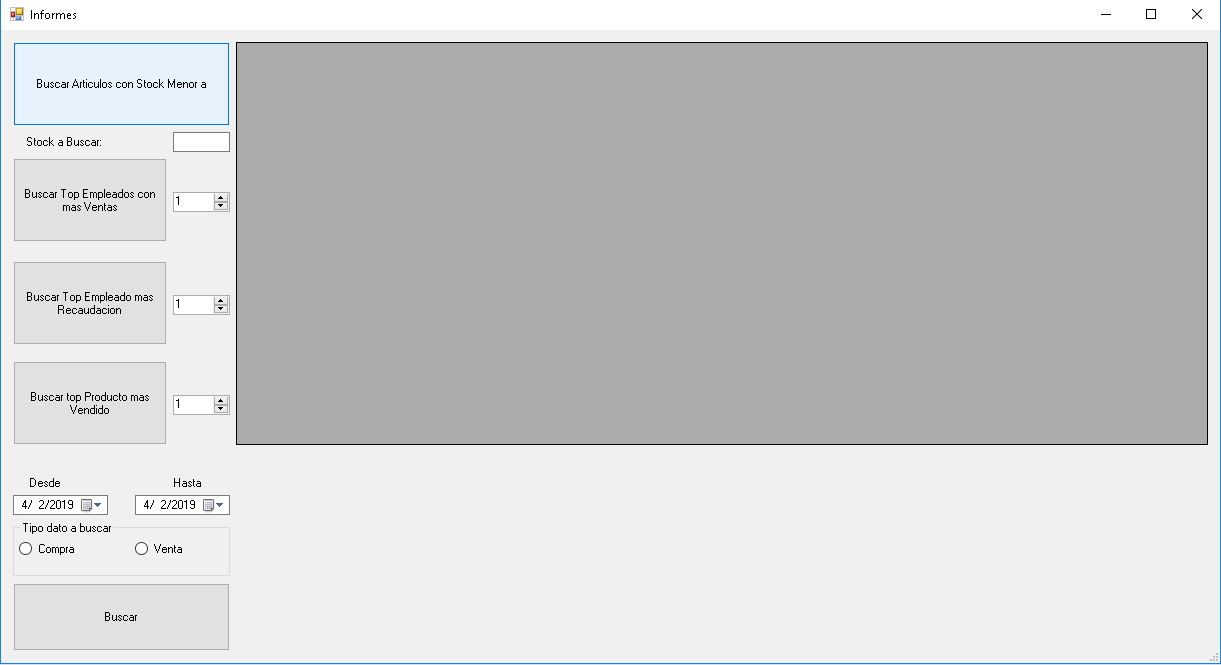 Informes
Buscar Articulos con Stock Menor a
Stock a Buscar:
Buscar Top Empleados con
mas Ventas
1
Buscar Top Empleado mas
Recaudacion
1
Buscar top Producto mas
Vendido
1
Desde Hasta
4/ 2/2019 4/ 2/2019
Tipo dato a buscar
Compra Venta
Buscar